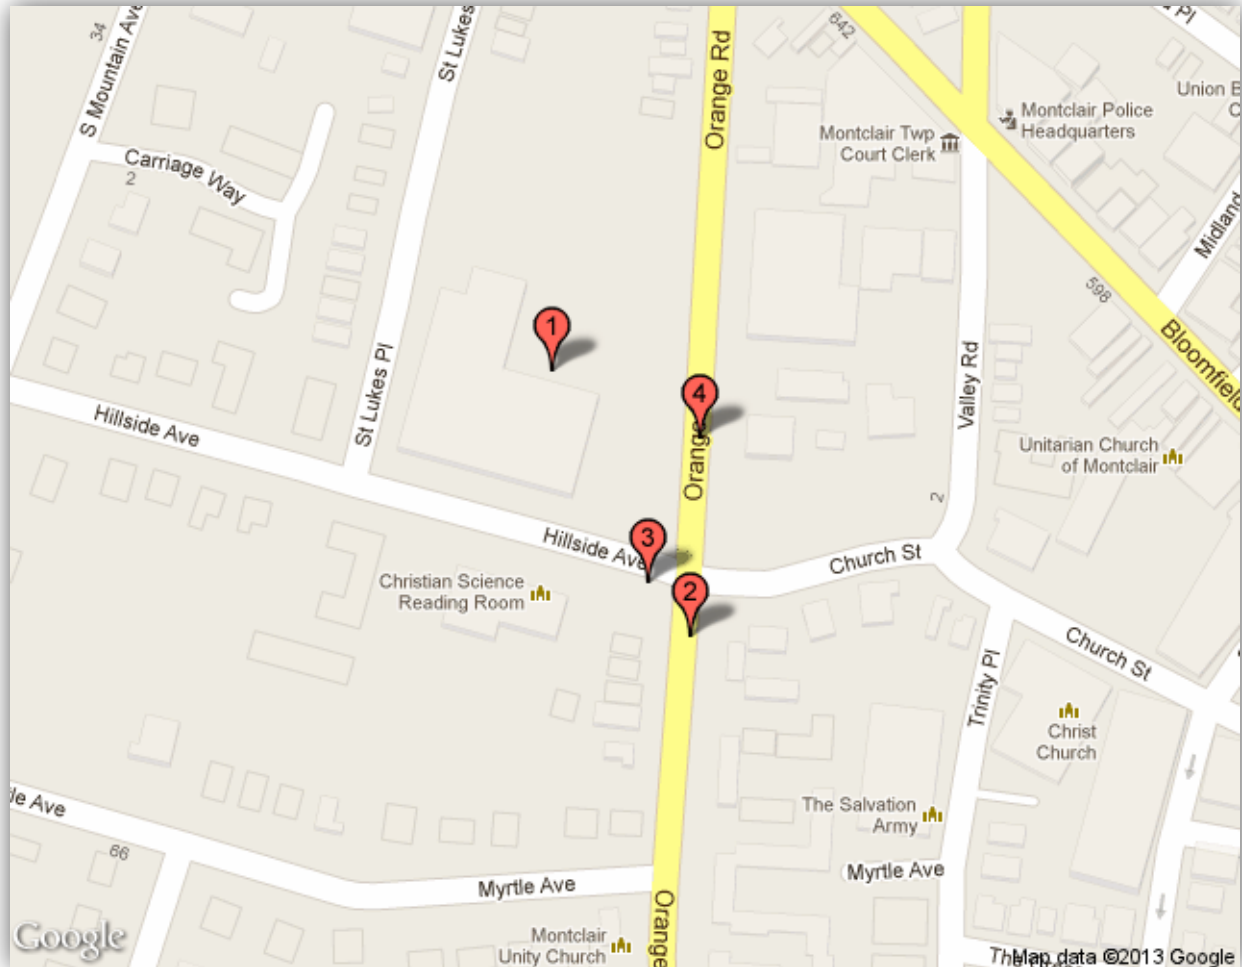 34
S Mountain Ave
St Lukes
Orange Rd
642
Pl
Union B
C
Montclair Police
Headquarters
Montclair Twp
Court Clerk
Carriage Way
2
Midland
598
Bloomfield
1
4
St Lukes Pl
Valley Rd
Hillside Ave
Orange
Unitarian Church
of Montclair
2
3
Hillside Ave
Church St
Christian Science
Reading Room
2
Church St
Trinity Pl
Christ
Church
The Salvation
Army
le Ave
66
Myrtle Ave
Myrtle Ave
Orange
Montclair
Unity Church
Google
Map data ©2013 Google